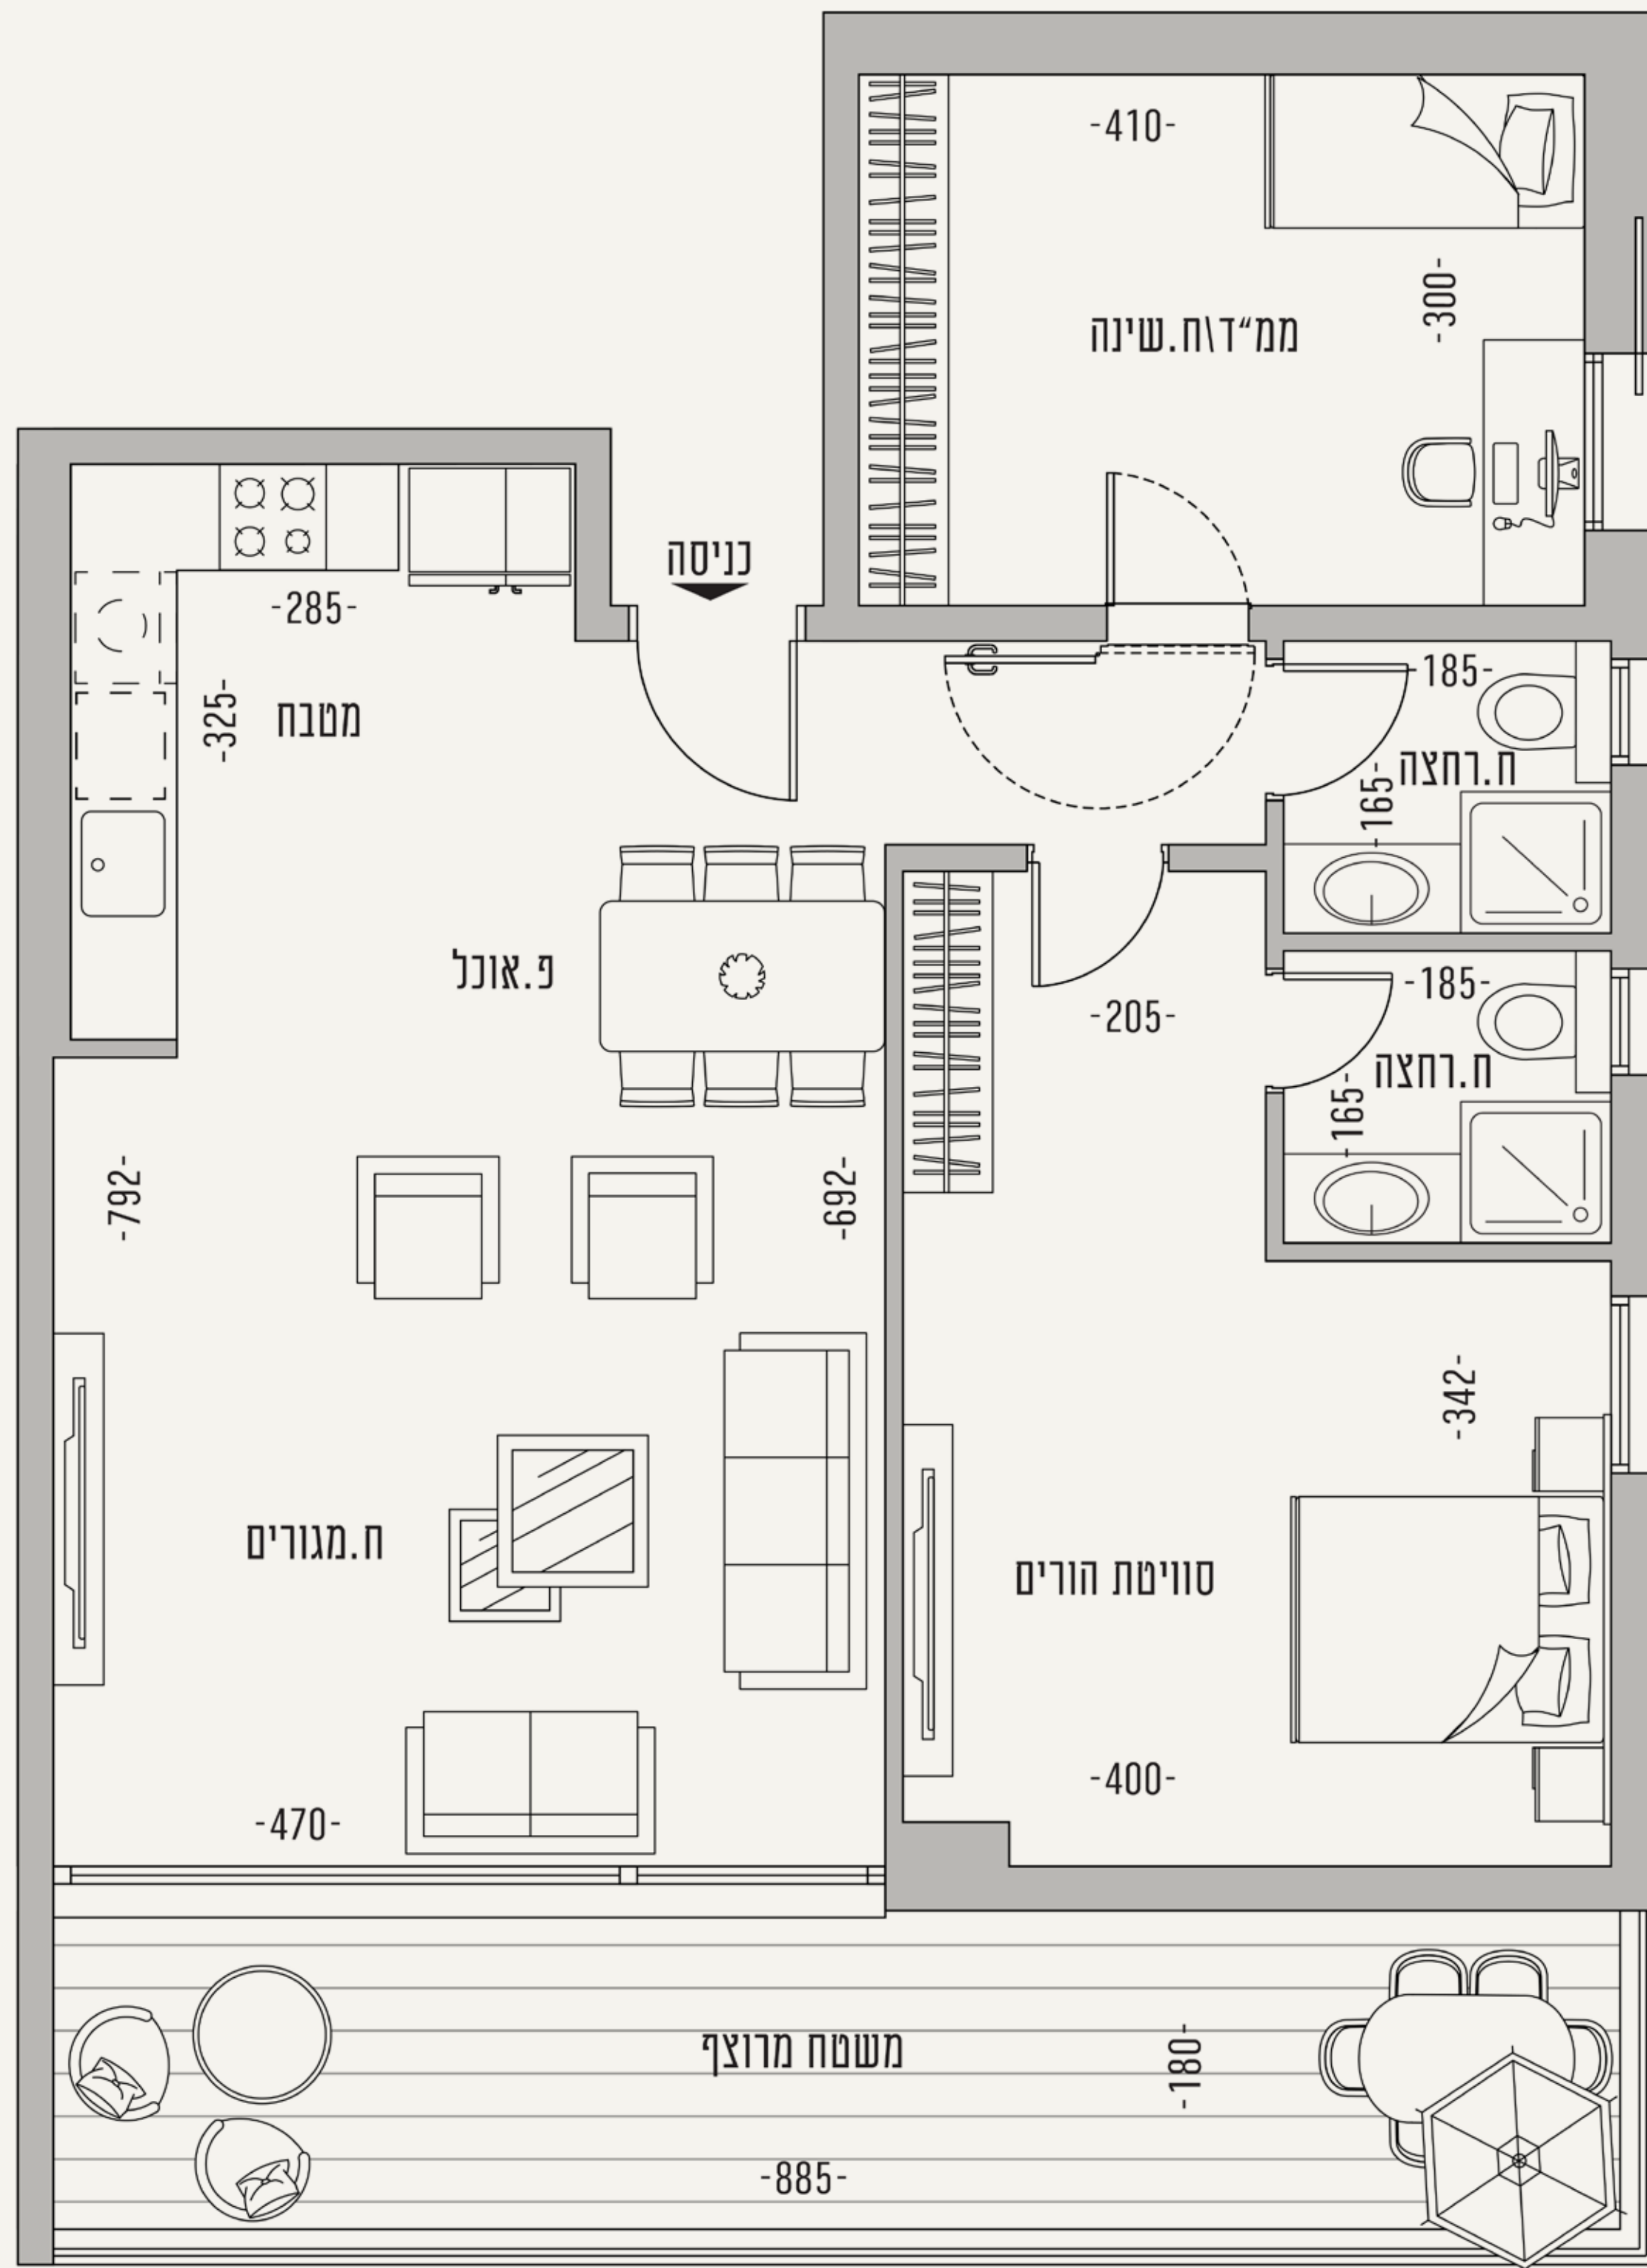 -410-
-300-
ממ״ד\ח.שינה
כניסה
-285-
-325-
מטבח
-185-
ח.רחצה
-165-
פ.אוכל
-205-
-185-
ח.רחצה
-165-
-792-
-692-
-342-
ח.מגורים
סוויטת הורים
-400-
-470-
משטח מרוצף
-180-
-885-